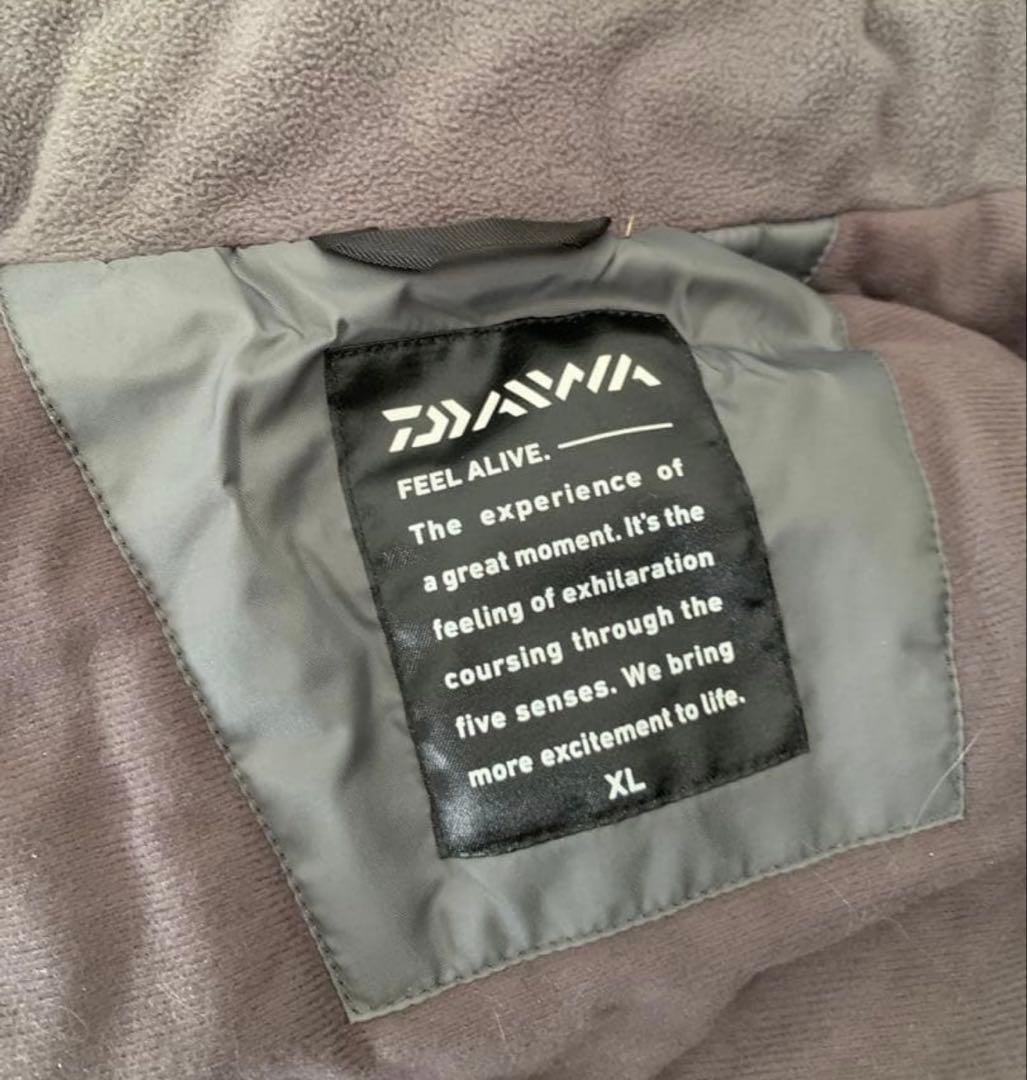 DAIWA
FEEL ALIVE.
The experience of
a great moment. It's the
feeling of exhilaration
coursing through the
five senses. We bring
more excitement to life.
XL